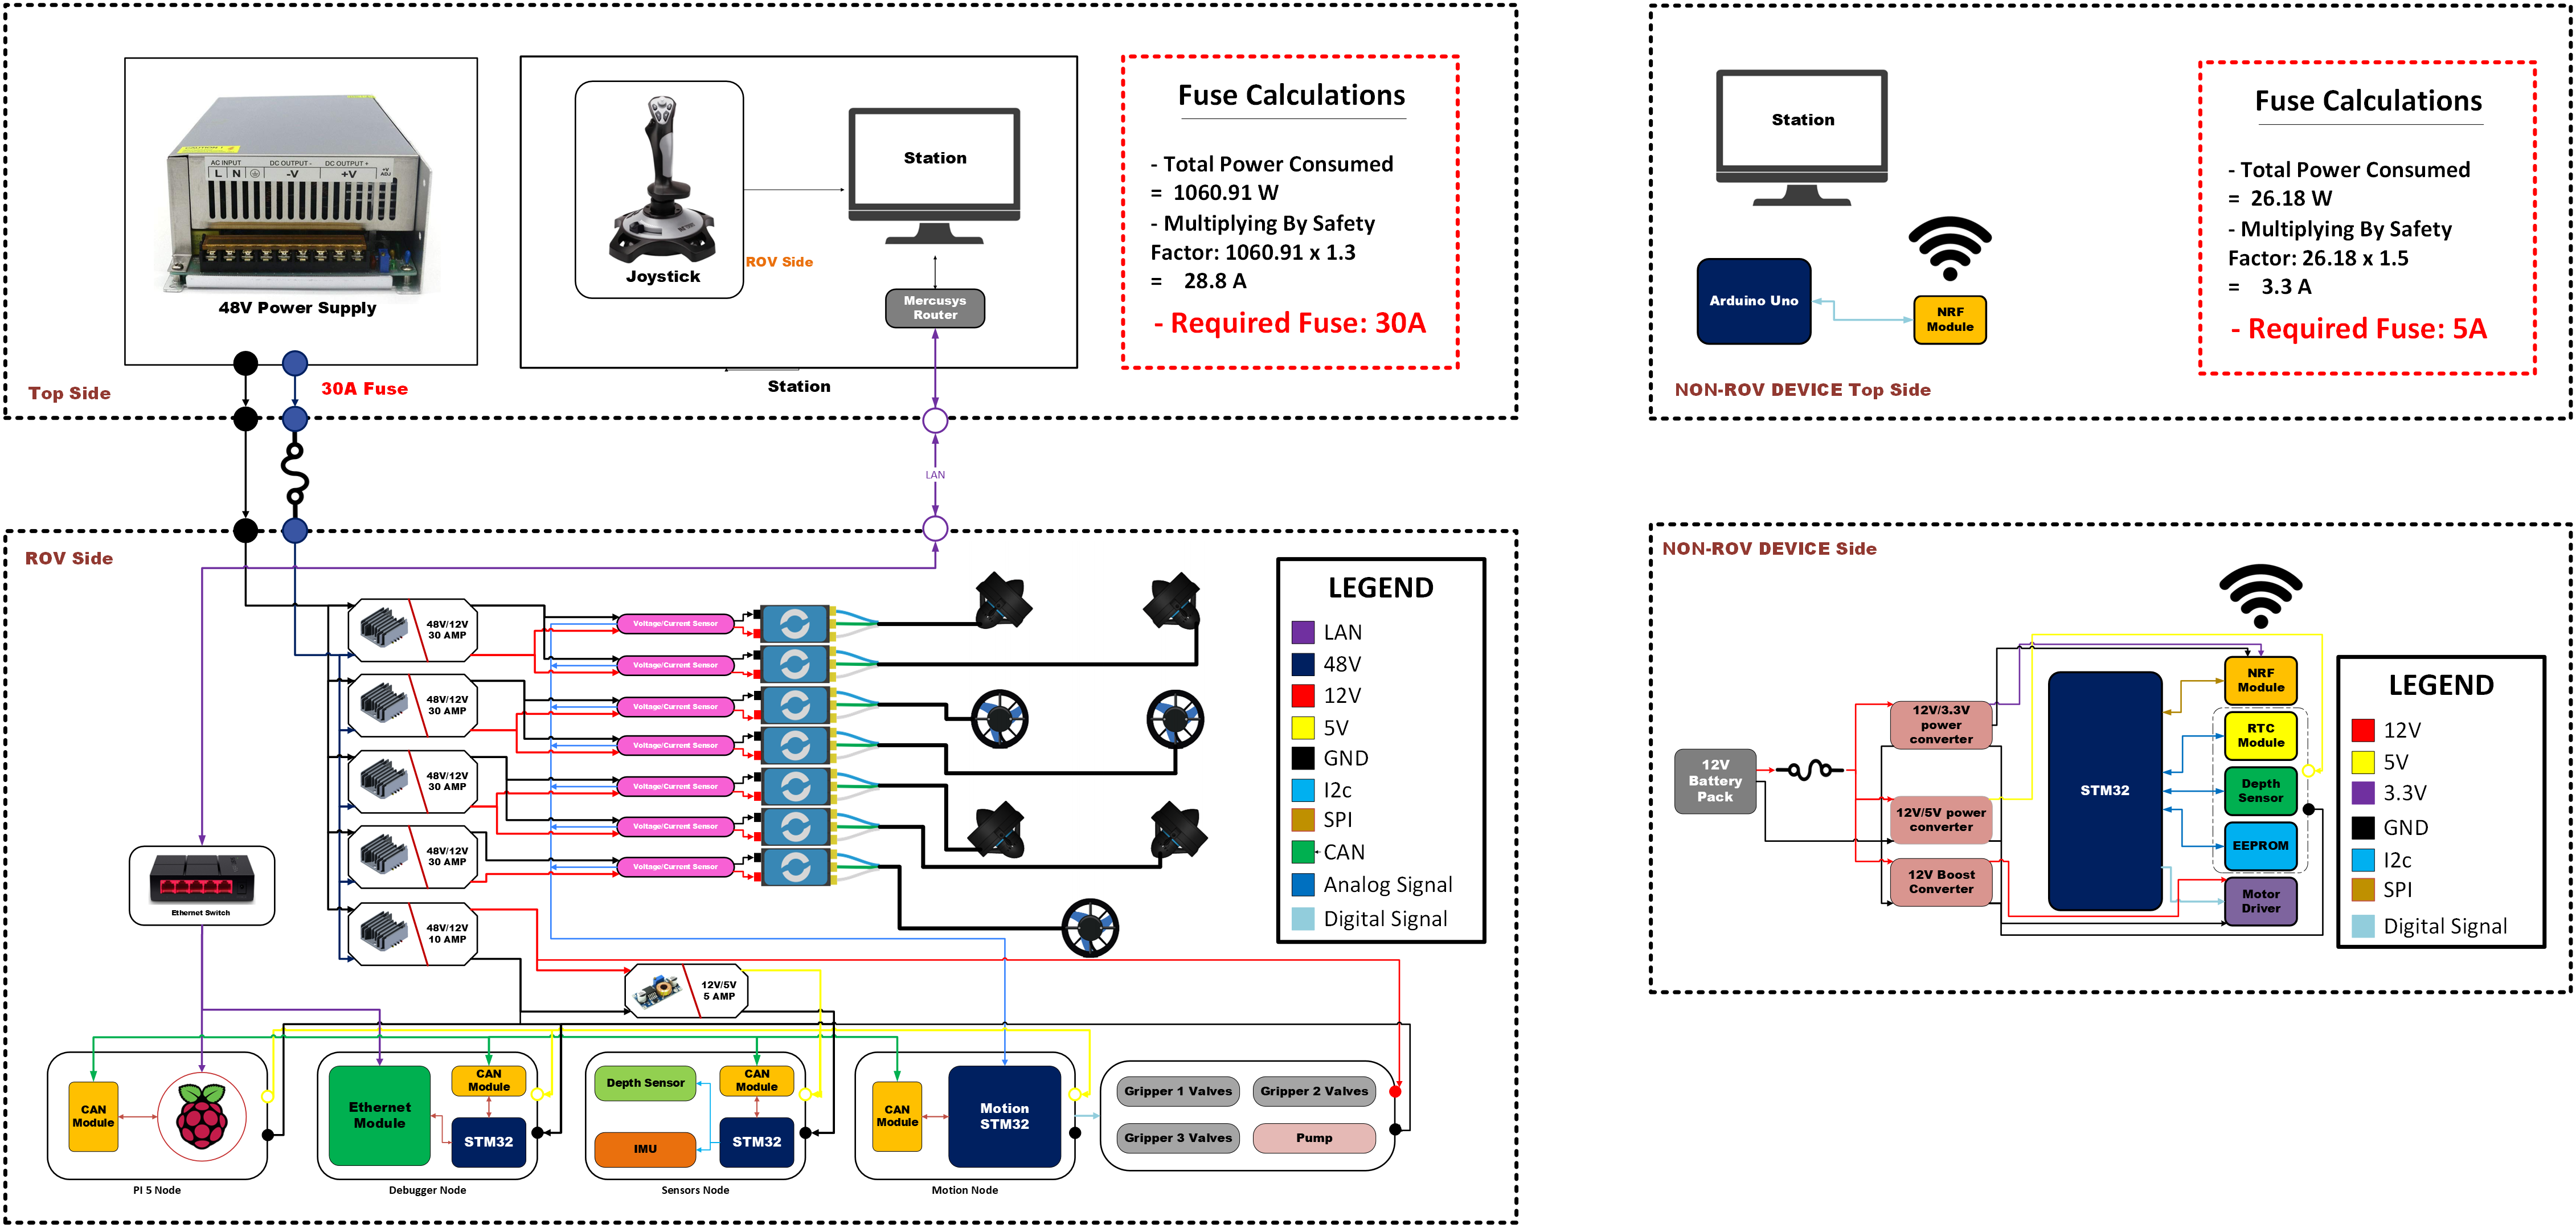 AC INPUT
DC OUTPUT -
DC OUTPUT +
+V ADJ
L N
-V
+V
48V Power Supply
30A Fuse
Top Side
Joystick
ROV Side
Station
Mercusys
Router
Station
Fuse Calculations
- Total Power Consumed
= 1060.91 W
- Multiplying By Safety
Factor: 1060.91 x 1.3
= 28.8 A
- Required Fuse: 30A
Station
Arduino Uno
NRF
Module
NON-ROV DEVICE Top Side
Fuse Calculations
- Total Power Consumed
= 26.18 W
- Multiplying By Safety
Factor: 26.18 x 1.5
= 3.3 A
- Required Fuse: 5A
LAN
ROV Side
48V/12V
30 AMP
48V/12V
30 AMP
48V/12V
30 AMP
48V/12V
30 AMP
48V/12V
10 AMP
Voltage/Current Sensor
Voltage/Current Sensor
Voltage/Current Sensor
Voltage/Current Sensor
Voltage/Current Sensor
Voltage/Current Sensor
Voltage/Current Sensor
LEGEND
LAN
48V
12V
5V
GND
I2c
SPI
CAN
Analog Signal
Digital Signal
Ethernet Switch
12V/5V
5 AMP
CAN
Module
PI 5 Node
Ethernet
Module
CAN
Module
STM32
Debugger Node
Depth Sensor
IMU
CAN
Module
STM32
Sensors Node
CAN
Module
Motion
STM32
Motion Node
Gripper 1 Valves
Gripper 2 Valves
Gripper 3 Valves
Pump
NON-ROV DEVICE Side
12V
Battery
Pack
12V/3.3V
power
converter
12V/5V power
converter
12V Boost
Converter
STM32
NRF
Module
RTC
Module
Depth
Sensor
EEPROM
Motor
Driver
LEGEND
12V
5V
3.3V
GND
I2c
SPI
Digital Signal